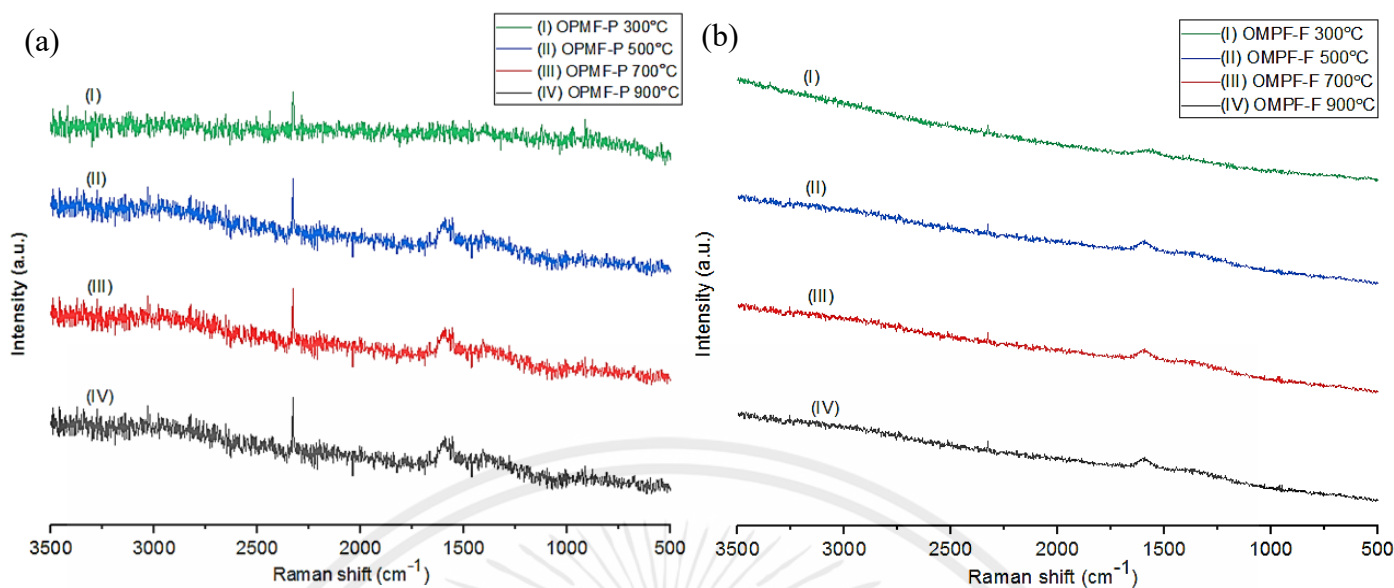 (a)
(I) OPMF-P 300°C
(II) OPMF-P 500°C
(III) OPMF-P 700°C
(IV) OPMF-P 900°C
(I)
(II)
(III)
(IV)
Intensity (a.u.)
3500 3000 2500 2000 1500 1000 500
Raman shift (cm⁻¹)
(b)
(I) OMPF-F 300°C
(II) OMPF-F 500°C
(III) OMPF-F 700°C
(IV) OMPF-F 900°C
(I)
(II)
(III)
(IV)
Intensity (a.u.)
3500 3000 2500 2000 1500 1000 500
Raman shift (cm⁻¹)